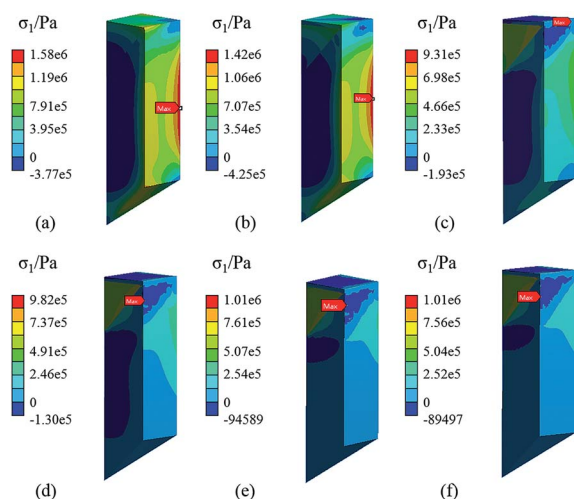 σ₁/Pa
1.58e6
1.19e6
7.91e5
3.95e5
0
-3.77e5
Max
(a)
σ₁/Pa
1.42e6
1.06e6
7.07e5
3.54e5
0
-4.25e5
Max
(b)
σ₁/Pa
9.31e5
6.98e5
4.66e5
2.33e5
0
-1.93e5
Max
(c)
σ₁/Pa
9.82e5
7.37e5
4.91e5
2.46e5
0
-1.30e5
Max
(d)
σ₁/Pa
1.01e6
7.61e5
5.07e5
2.54e5
0
-94589
Max
(e)
σ₁/Pa
1.01e6
7.56e5
5.04e5
2.52e5
0
-89497
Max
(f)